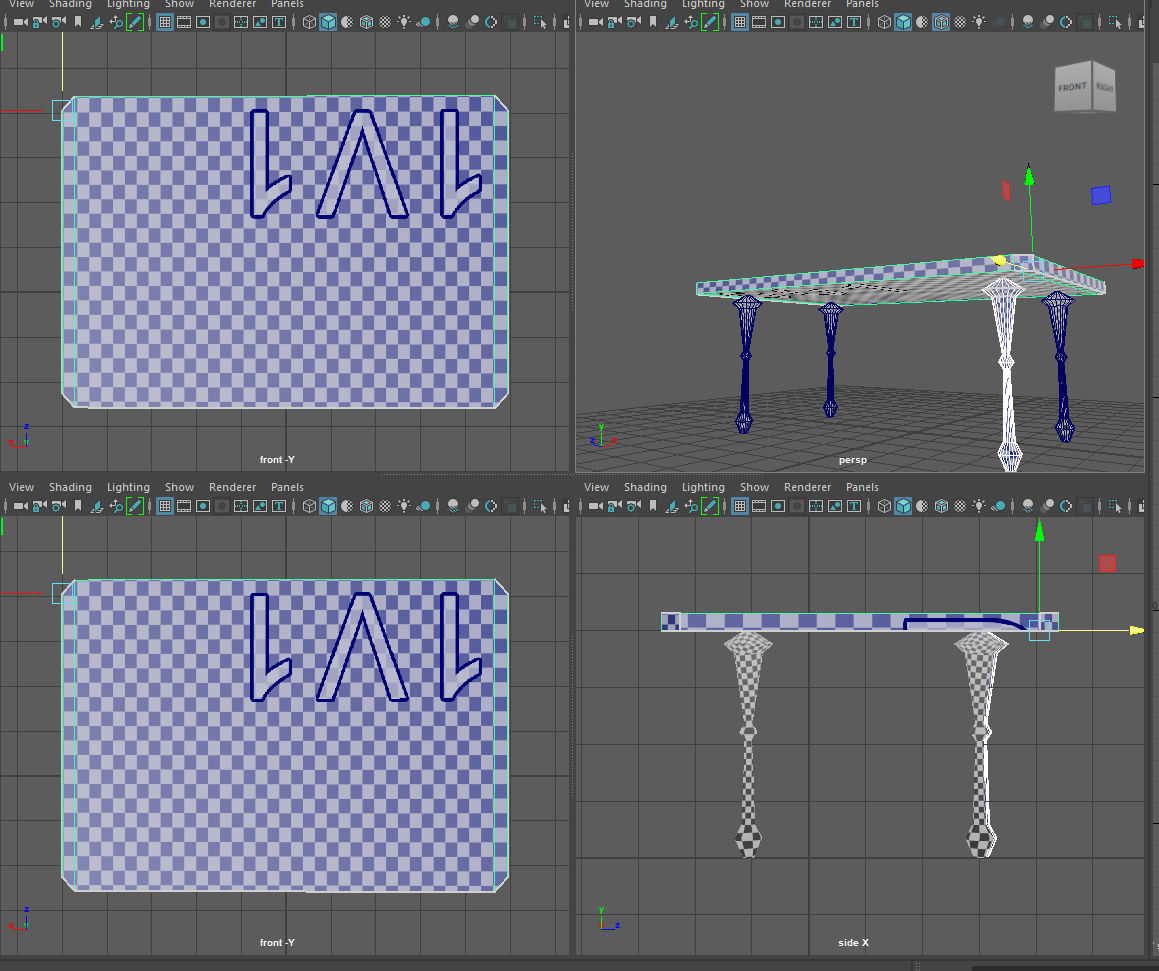 View Shading Lighting Show Renderer Panels
View Shading Lighting Show Renderer Panels
FRONT RIGHT
z
x
front -Y
y
z x
persp
View Shading Lighting Show Renderer Panels
View Shading Lighting Show Renderer Panels
z
x
front -Y
y
z
side X